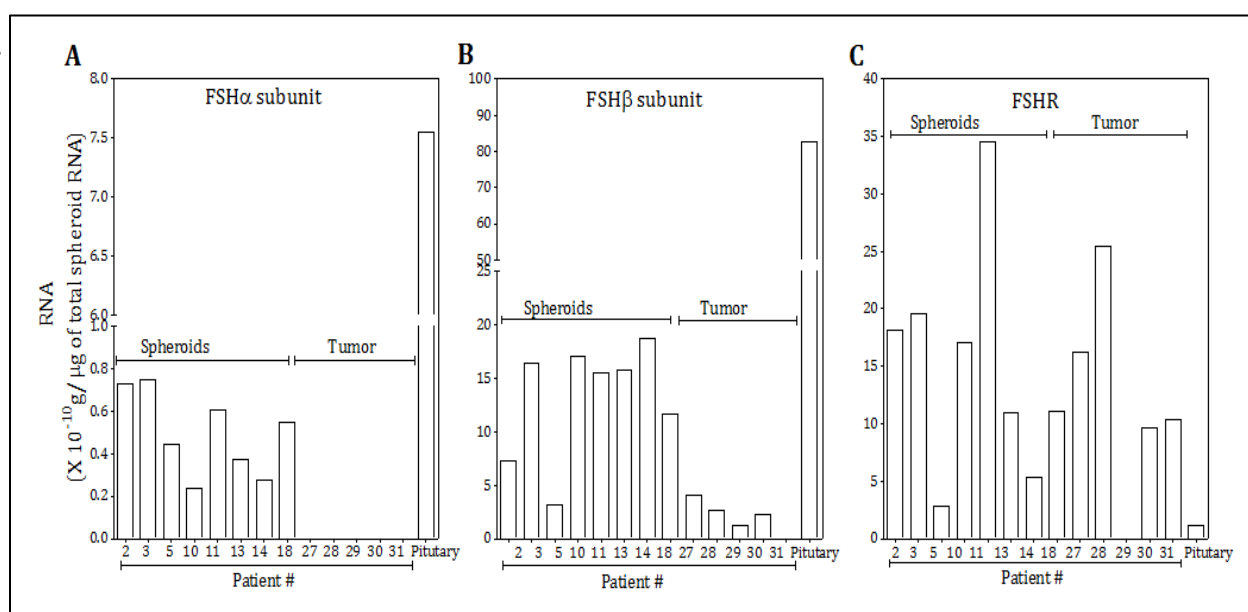 A
FSHα subunit
8.0
7.5
7.0
6.5
6.0
1.0
0.8
0.6
0.4
0.2
0.0
RNA
(X 10⁻¹⁰g/ μg of total spheroid RNA)
Spheroids Tumor
2 3 5 10 11 13 14 18 27 28 29 30 31 Pitutary
Patient #
B
FSHβ subunit
100
90
80
70
60
50
25
20
15
10
5
0
Spheroids Tumor
2 3 5 10 11 13 14 18 27 28 29 30 31 Pitutary
Patient #
C
FSHR
40
35
30
25
20
15
10
5
0
Spheroids Tumor
2 3 5 10 11 13 14 18 27 28 29 30 31 Pitutary
Patient #